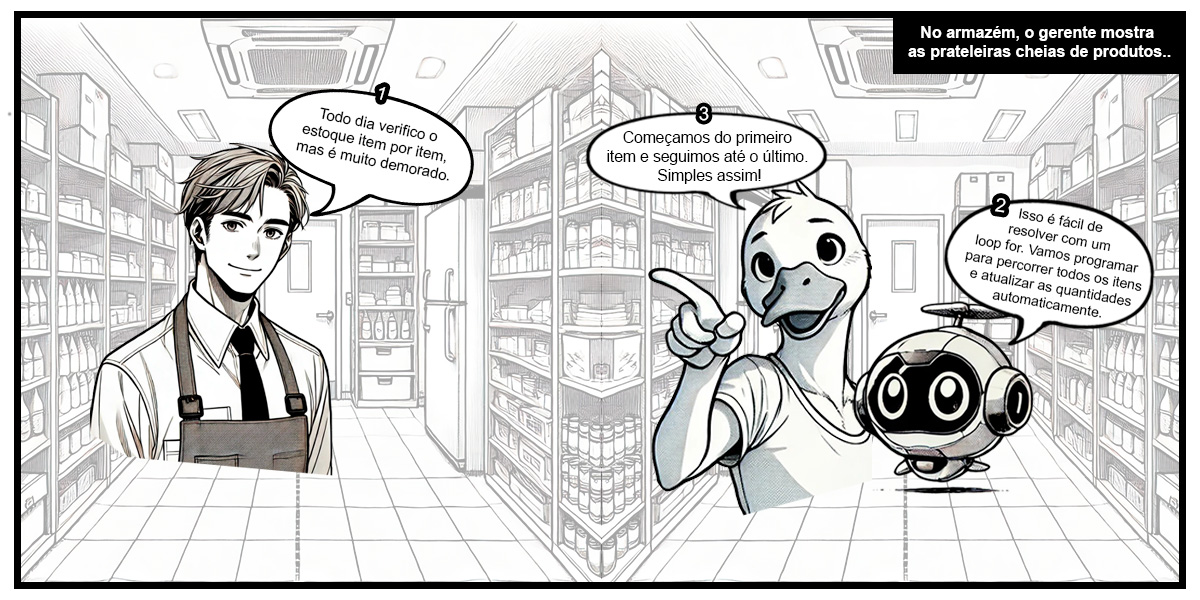 No armazém, o gerente mostra
as prateleiras cheias de produtos..
1
Todo dia verifico o
estoque item por item,
mas é muito demorado.
2
Isso é fácil de
resolver com um
loop for. Vamos programar
para percorrer todos os itens
e atualizar as quantidades
automaticamente.
3
Começamos do primeiro
item e seguimos até o último.
Simples assim!